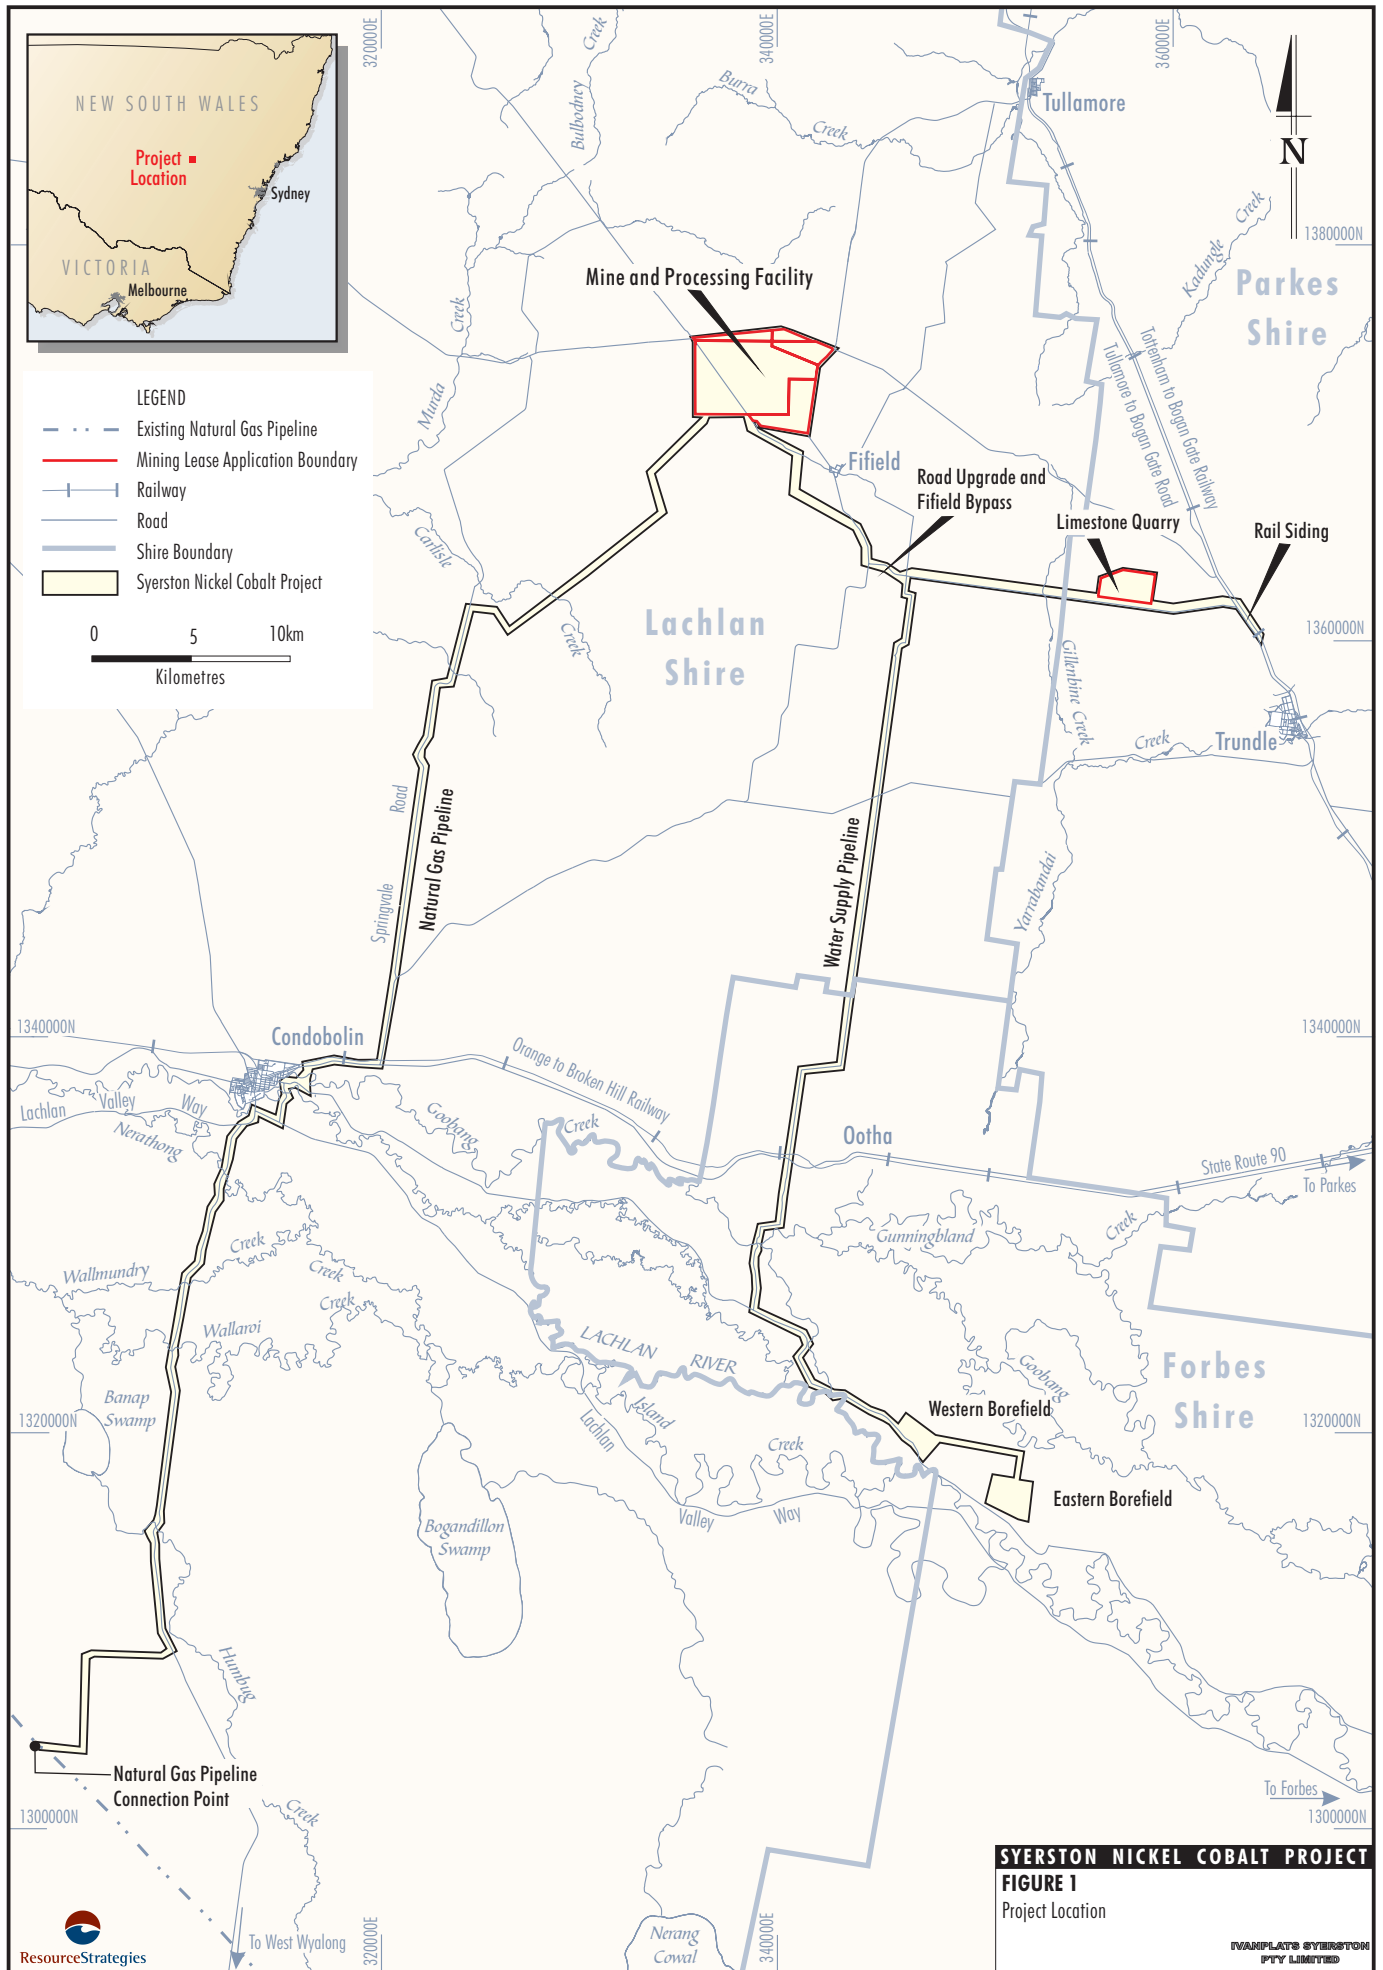 320000E
340000E
360000E
NEW SOUTH WALES
Project
Location
Sydney
VICTORIA
Melbourne
Creek
Bulbodney
Burra
Creek
Tullamore
N
Creek
Kadungle
1380000N
Parkes
Shire
Mine and Processing Facility
Creek
Murda
Tottenham to Bogan Gate Railway
Tullamore to Bogan Gate Road
LEGEND
Existing Natural Gas Pipeline
Mining Lease Application Boundary
Railway
Road
Shire Boundary
Syerston Nickel Cobalt Project
0 5 10km
Kilometres
Fifield
Road Upgrade and
Fifield Bypass
Limestone Quarry
Rail Siding
Carlisle
Creek
Lachlan
Shire
1360000N
Gillenbine Creek
Creek
Trundle
Road
Springvale
Natural Gas Pipeline
Water Supply Pipeline
Yarrabandai
1340000N
Condobolin
1340000N
Orange to Broken Hill Railway
Lachlan Valley Way
Nerathong
Goobang
Creek
Ootha
State Route 90
To Parkes
Creek
Gunningbland
Creek
Wallmundry
Creek
Creek
Wallaroi
LACHLAN RIVER
Goobang
Forbes
Shire
Banap
Swamp
Island
Creek
Western Borefield
1320000N
1320000N
Lachlan
Valley Way
Eastern Borefield
Bogandillon
Swamp
Humbug
Creek
Natural Gas Pipeline
Connection Point
1300000N
To Forbes
1300000N
SYERSTON NICKEL COBALT PROJECT
FIGURE 1
Project Location
IVANPLATS SYERSTON
PTY LIMITED
To West Wyalong
320000E
340000E
Nerang
Cowal
ResourceStrategies